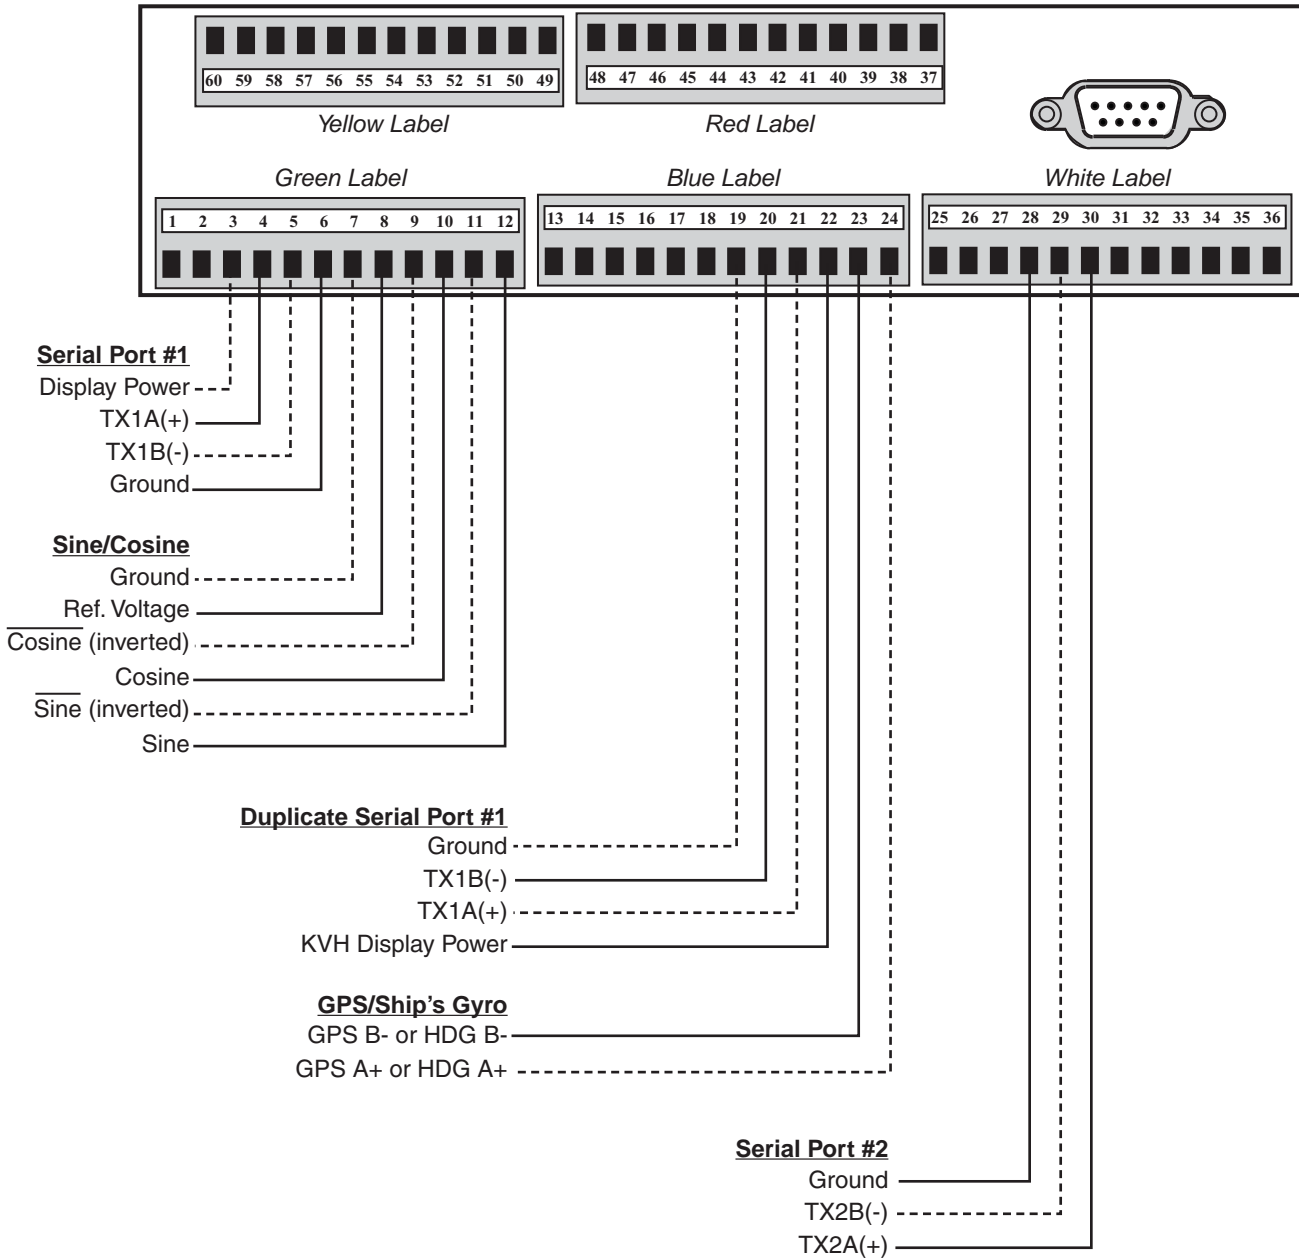 60 59 58 57 56 55 54 53 52 51 50 49
48 47 46 45 44 43 42 41 40 39 38 37
Yellow Label
Red Label
Green Label
Blue Label
White Label
1 2 3 4 5 6 7 8 9 10 11 12
13 14 15 16 17 18 19 20 21 22 23 24
25 26 27 28 29 30 31 32 33 34 35 36
Serial Port #1
Display Power
TX1A(+)
TX1B(-)
Ground
Sine/Cosine
Ground
Ref. Voltage
Cosine (inverted)
Cosine
Sine (inverted)
Sine
Duplicate Serial Port #1
Ground
TX1B(-)
TX1A(+)
KVH Display Power
GPS/Ship’s Gyro
GPS B- or HDG B-
GPS A+ or HDG A+
Serial Port #2
Ground
TX2B(-)
TX2A(+)